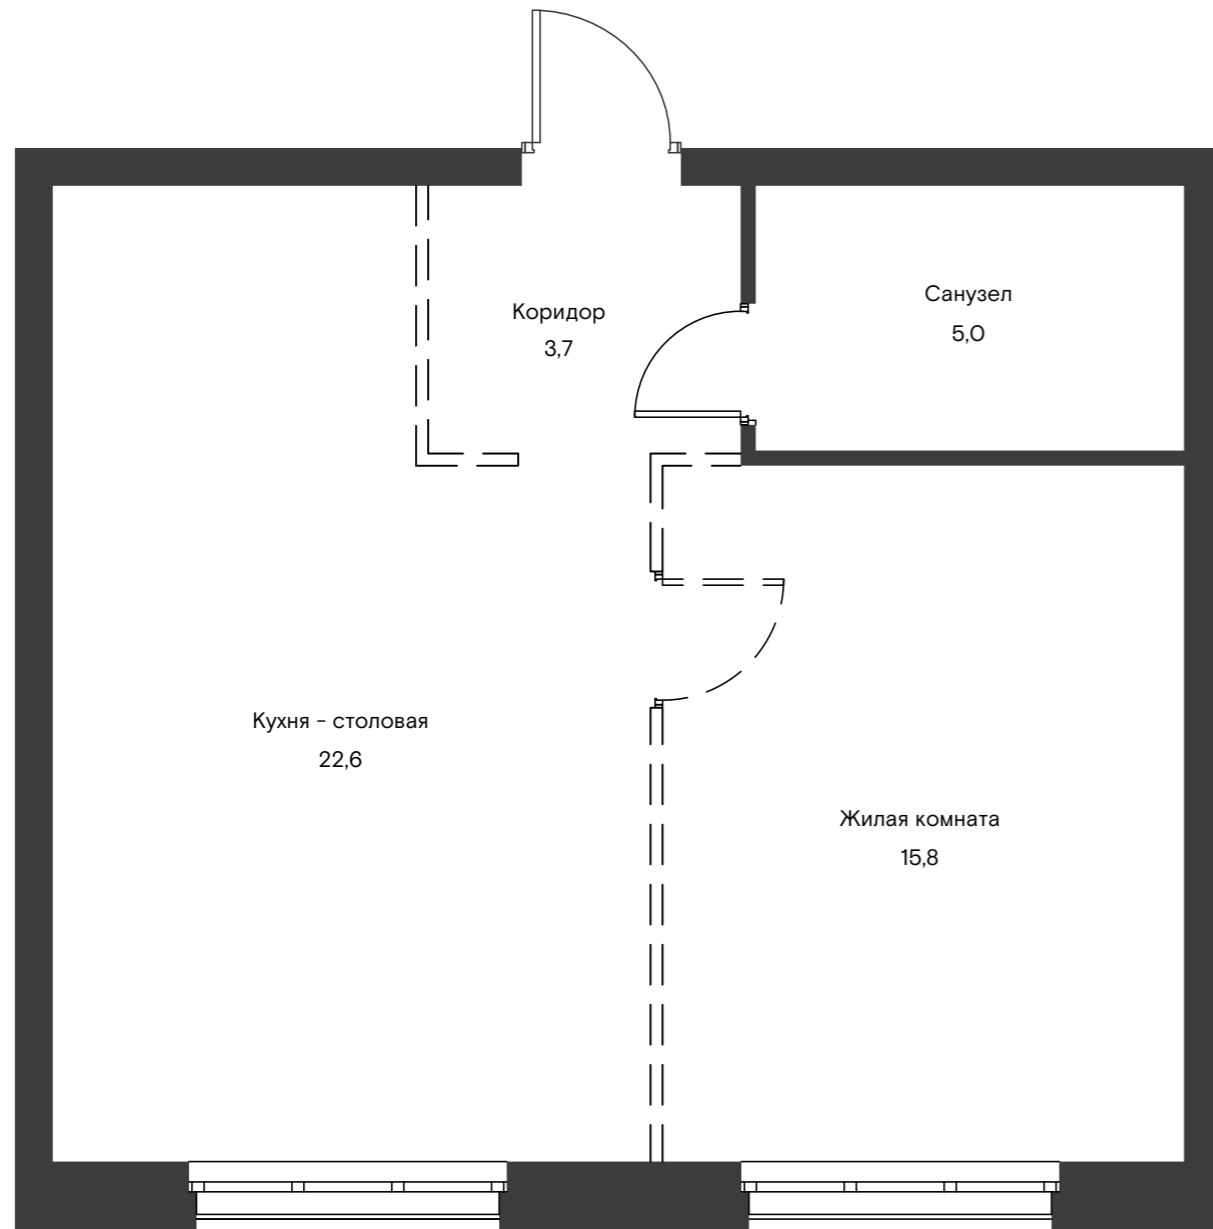 Санузел
5,0
Коридор
3,7
Кухня - столовая
22,6
Жилая комната
15,8